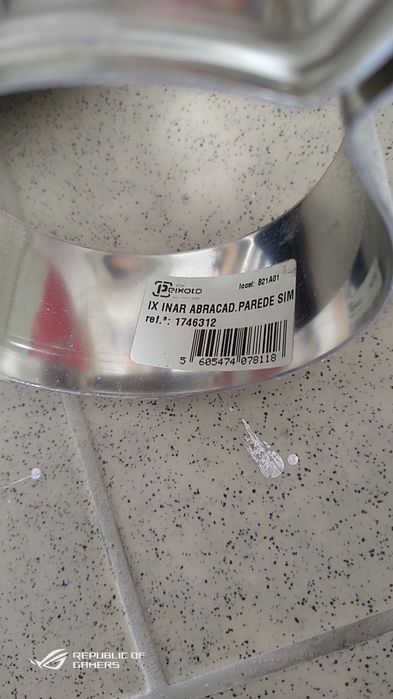 Peixoto
local: B21A01
IX INAR ABRACAD.PAREDE SIM
ref.ª: 1746312
5 605474 078118
REPUBLIC OF
GAMERS